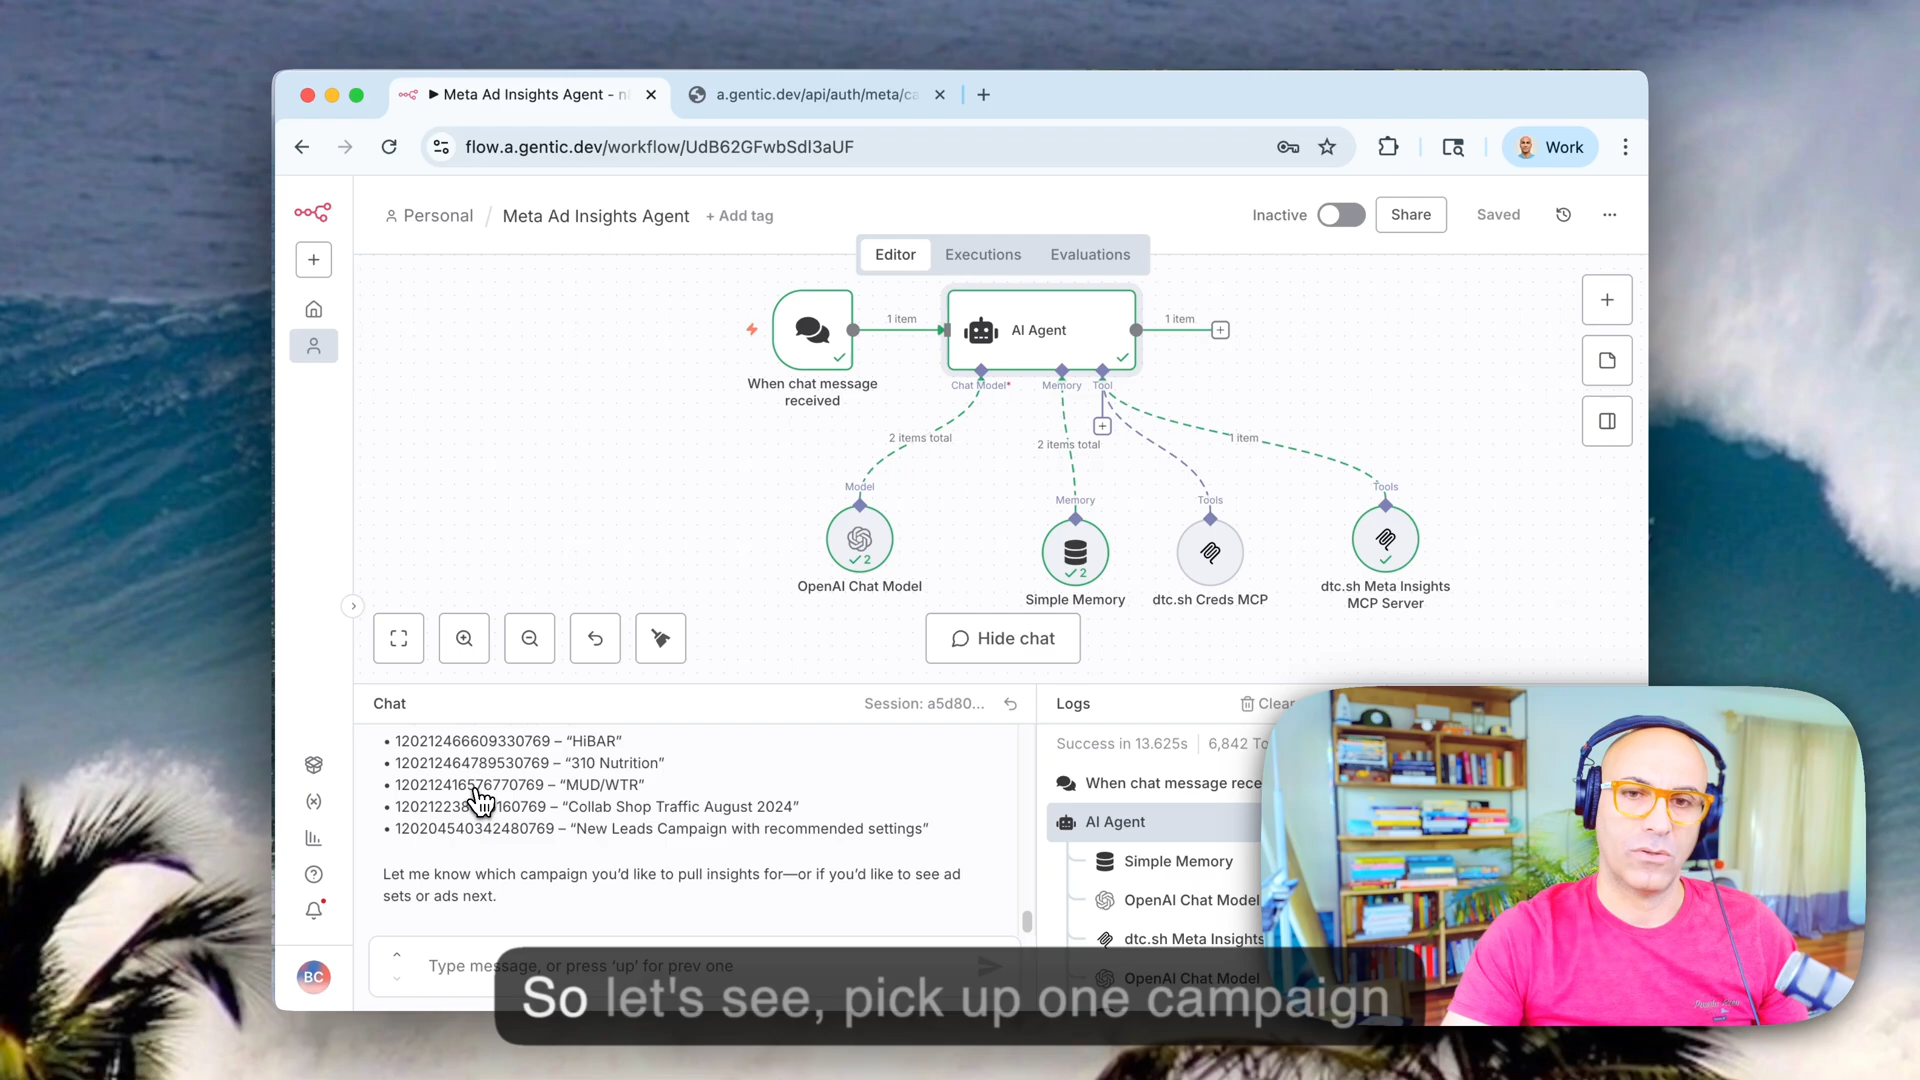 Meta Ad Insights Agent - n
a.gentic.dev/api/auth/meta/ca
flow.a.gentic.dev/workflow/UdB62GFwbSdl3aUF
Work
Personal / Meta Ad Insights Agent + Add tag
Inactive
Share
Saved
Editor
Executions
Evaluations
1 item
AI Agent
1 item
When chat message
received
Chat Model*
Memory
Tool
2 items total
2 items total
1 item
Model
Memory
Tools
Tools
2
2
OpenAI Chat Model
Simple Memory
dtc.sh Creds MCP
dtc.sh Meta Insights
MCP Server
Hide chat
Chat
Session: a5d80...
• 120212466609330769 – “HiBAR”
• 120212464789530769 – “310 Nutrition”
• 120212416576770769 – “MUD/WTR”
– “Collab Shop Traffic August 2024”
• 120204540342480769 – “New Leads Campaign with recommended settings”
Let me know which campaign you’d like to pull insights for—or if you’d like to see ad
sets or ads next.
Type message, or press ‘up’ for prev one
Logs
Clear
Success in 13.625s | 6,842 To
When chat message rece
AI Agent
Simple Memory
OpenAI Chat Model
dtc.sh Meta Insights
OpenAI Chat Model
BC
So let's see, pick up one campaign